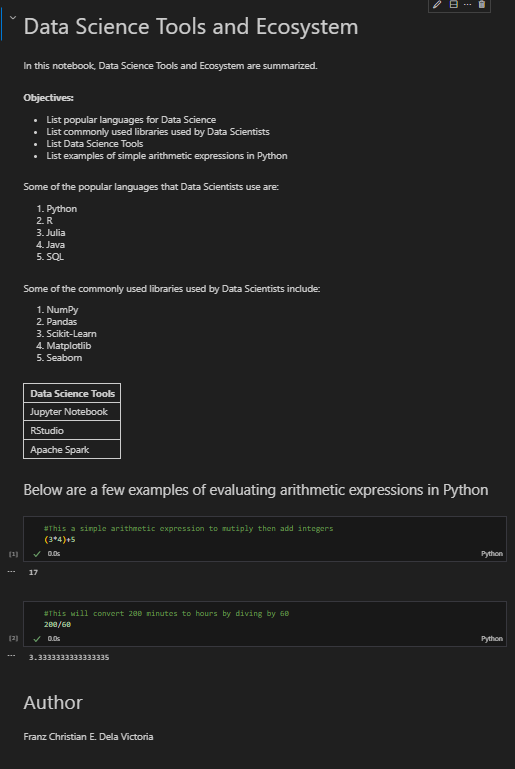 Data Science Tools and Ecosystem
In this notebook, Data Science Tools and Ecosystem are summarized.
Objectives:
• List popular languages for Data Science
• List commonly used libraries used by Data Scientists
• List Data Science Tools
• List examples of simple arithmetic expressions in Python
Some of the popular languages that Data Scientists use are:
1. Python
2. R
3. Julia
4. Java
5. SQL
Some of the commonly used libraries used by Data Scientists include:
1. NumPy
2. Pandas
3. Scikit-Learn
4. Matplotlib
5. Seaborn
Data Science Tools
Jupyter Notebook
RStudio
Apache Spark
Below are a few examples of evaluating arithmetic expressions in Python
#This a simple arithmetic expression to mutiply then add integers
(3*4)+5
[1] ✓ 0.0s Python
... 17
#This will convert 200 minutes to hours by diving by 60
200/60
[2] ✓ 0.0s Python
... 3.3333333333333335
Author
Franz Christian E. Dela Victoria